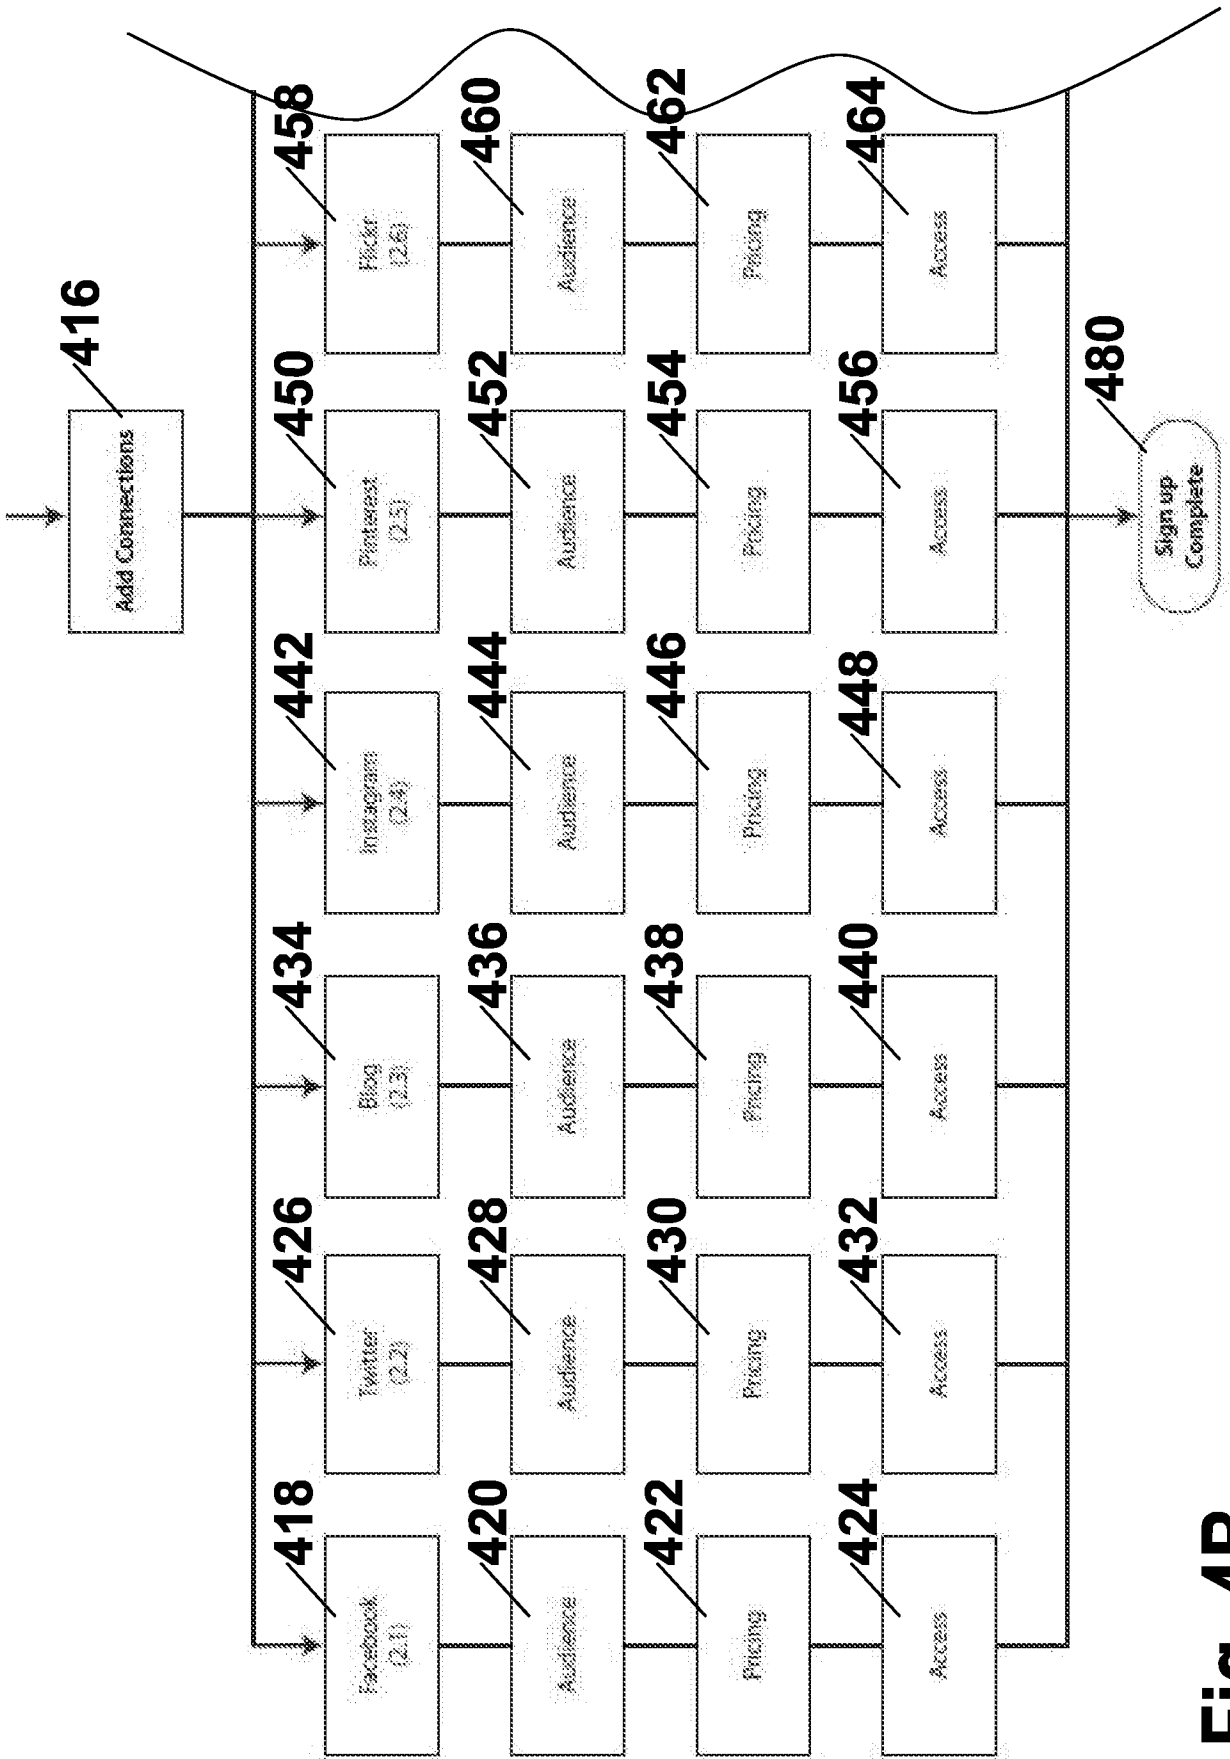 416
Add Connections
418
426
434
442
450
458
Facebook
(2.1)
Twitter
(2.2)
Blog
(2.3)
Instagram
(2.4)
Pinterest
(2.5)
Flickr
(2.6)
420
428
436
444
452
460
Audience
Audience
Audience
Audience
Audience
Audience
422
430
438
446
454
462
Pricing
Pricing
Pricing
Pricing
Pricing
Pricing
424
432
440
448
456
464
Access
Access
Access
Access
Access
Access
480
Sign up
Complete
Fig. 4B